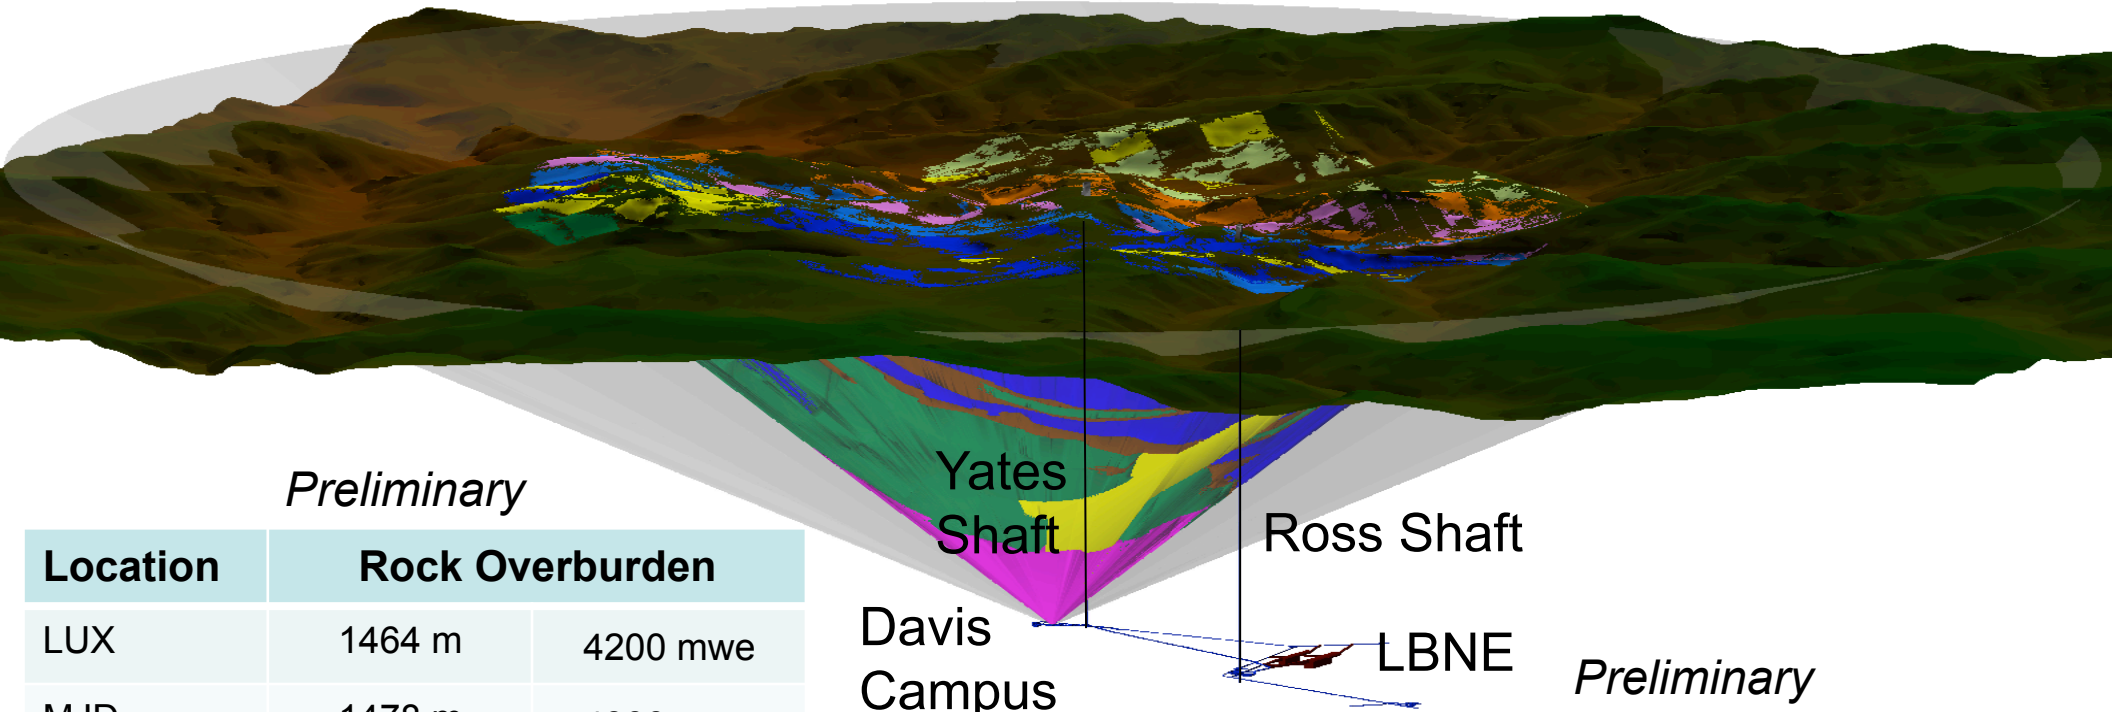 Preliminary
Location Rock Overburden
LUX 1464 m 4200 mwe
Yates
Shaft
Ross Shaft
Davis
Campus
LBNE
Preliminary